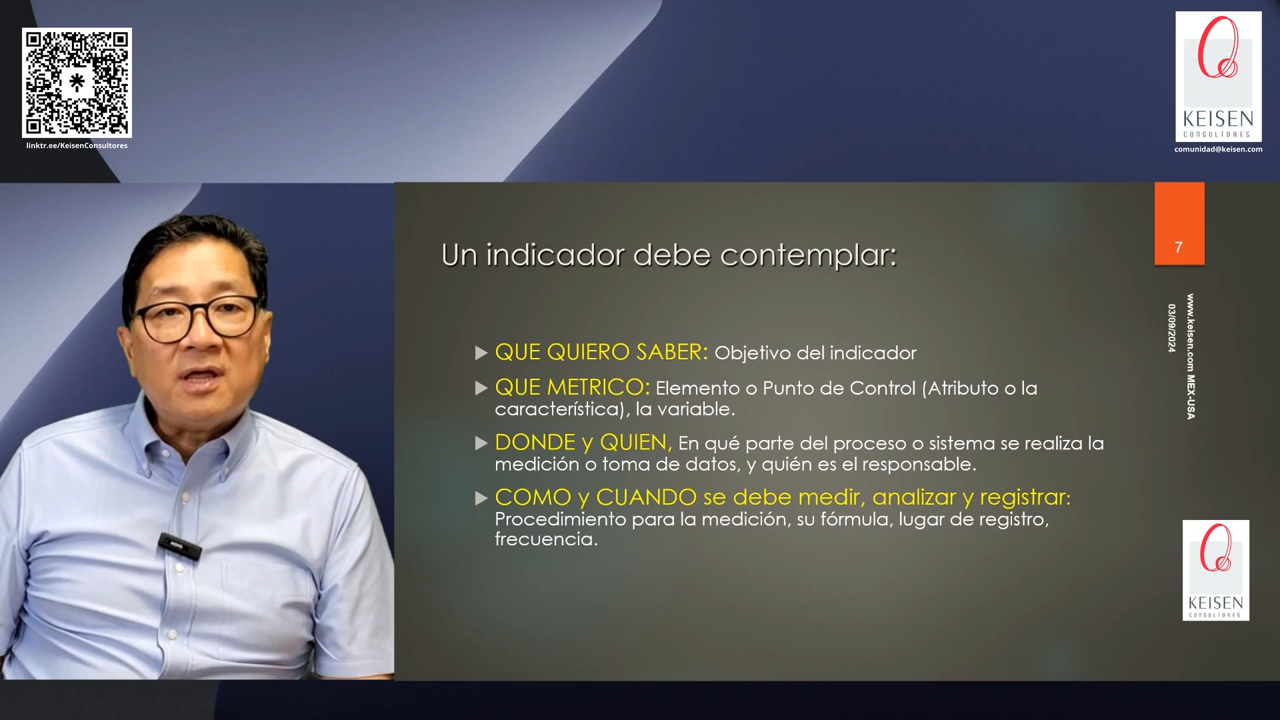 linktr.ee/KeisenConsultores
KEISEN
CONSULTORES
comunidad@keisen.com
7
www.keisen.com MEX-USA
03/09/2024
Un indicador debe contemplar:
QUE QUIERO SABER: Objetivo del indicador
QUE METRICO: Elemento o Punto de Control (Atributo o la
característica), la variable.
DONDE y QUIEN, En qué parte del proceso o sistema se realiza la
medición o toma de datos, y quién es el responsable.
COMO y CUANDO se debe medir, analizar y registrar:
Procedimiento para la medición, su fórmula, lugar de registro,
frecuencia.
KEISEN
CONSULTORES